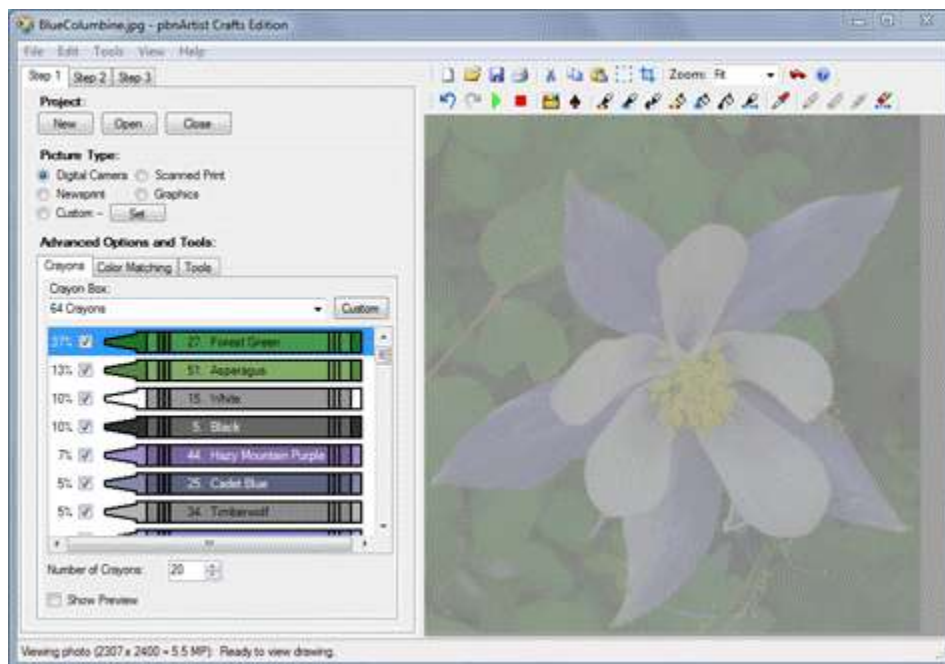 BlueColumbine.jpg - pbnArtist Crafts Edition
File Edit Tools View Help
Step 1 Step 2 Step 3
Zoom: Fit
Project:
New Open Close
Picture Type:
Digital Camera Scanned Print
Newsprint Graphics
Custom - Set...
Advanced Options and Tools:
Crayons Color Matching Tools
Crayon Box:
64 Crayons Custom
37% 27. Forest Green
13% 51. Asparagus
10% 15. White
10% 5. Black
7% 44. Hazy Mountain Purple
5% 25. Cadet Blue
5% 34. Timberwolf
Number of Crayons: 20
Show Preview
Viewing photo (2307 x 2400 = 5.5 MP): Ready to view drawing.